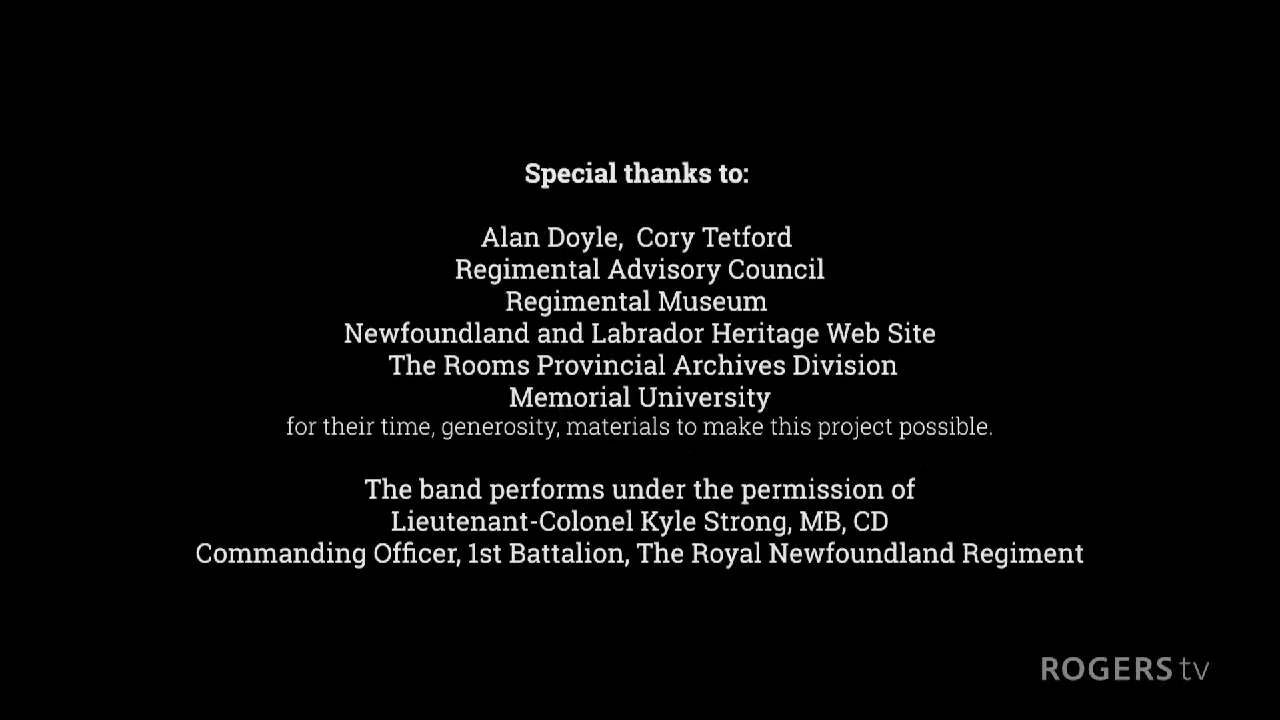 Special thanks to:
Alan Doyle,  Cory Tetford
Regimental Advisory Council
Regimental Museum
Newfoundland and Labrador Heritage Web Site
The Rooms Provincial Archives Division
Memorial University
for their time, generosity, materials to make this project possible.
The band performs under the permission of
Lieutenant-Colonel Kyle Strong, MB, CD
Commanding Officer, 1st Battalion, The Royal Newfoundland Regiment
ROGERS tv